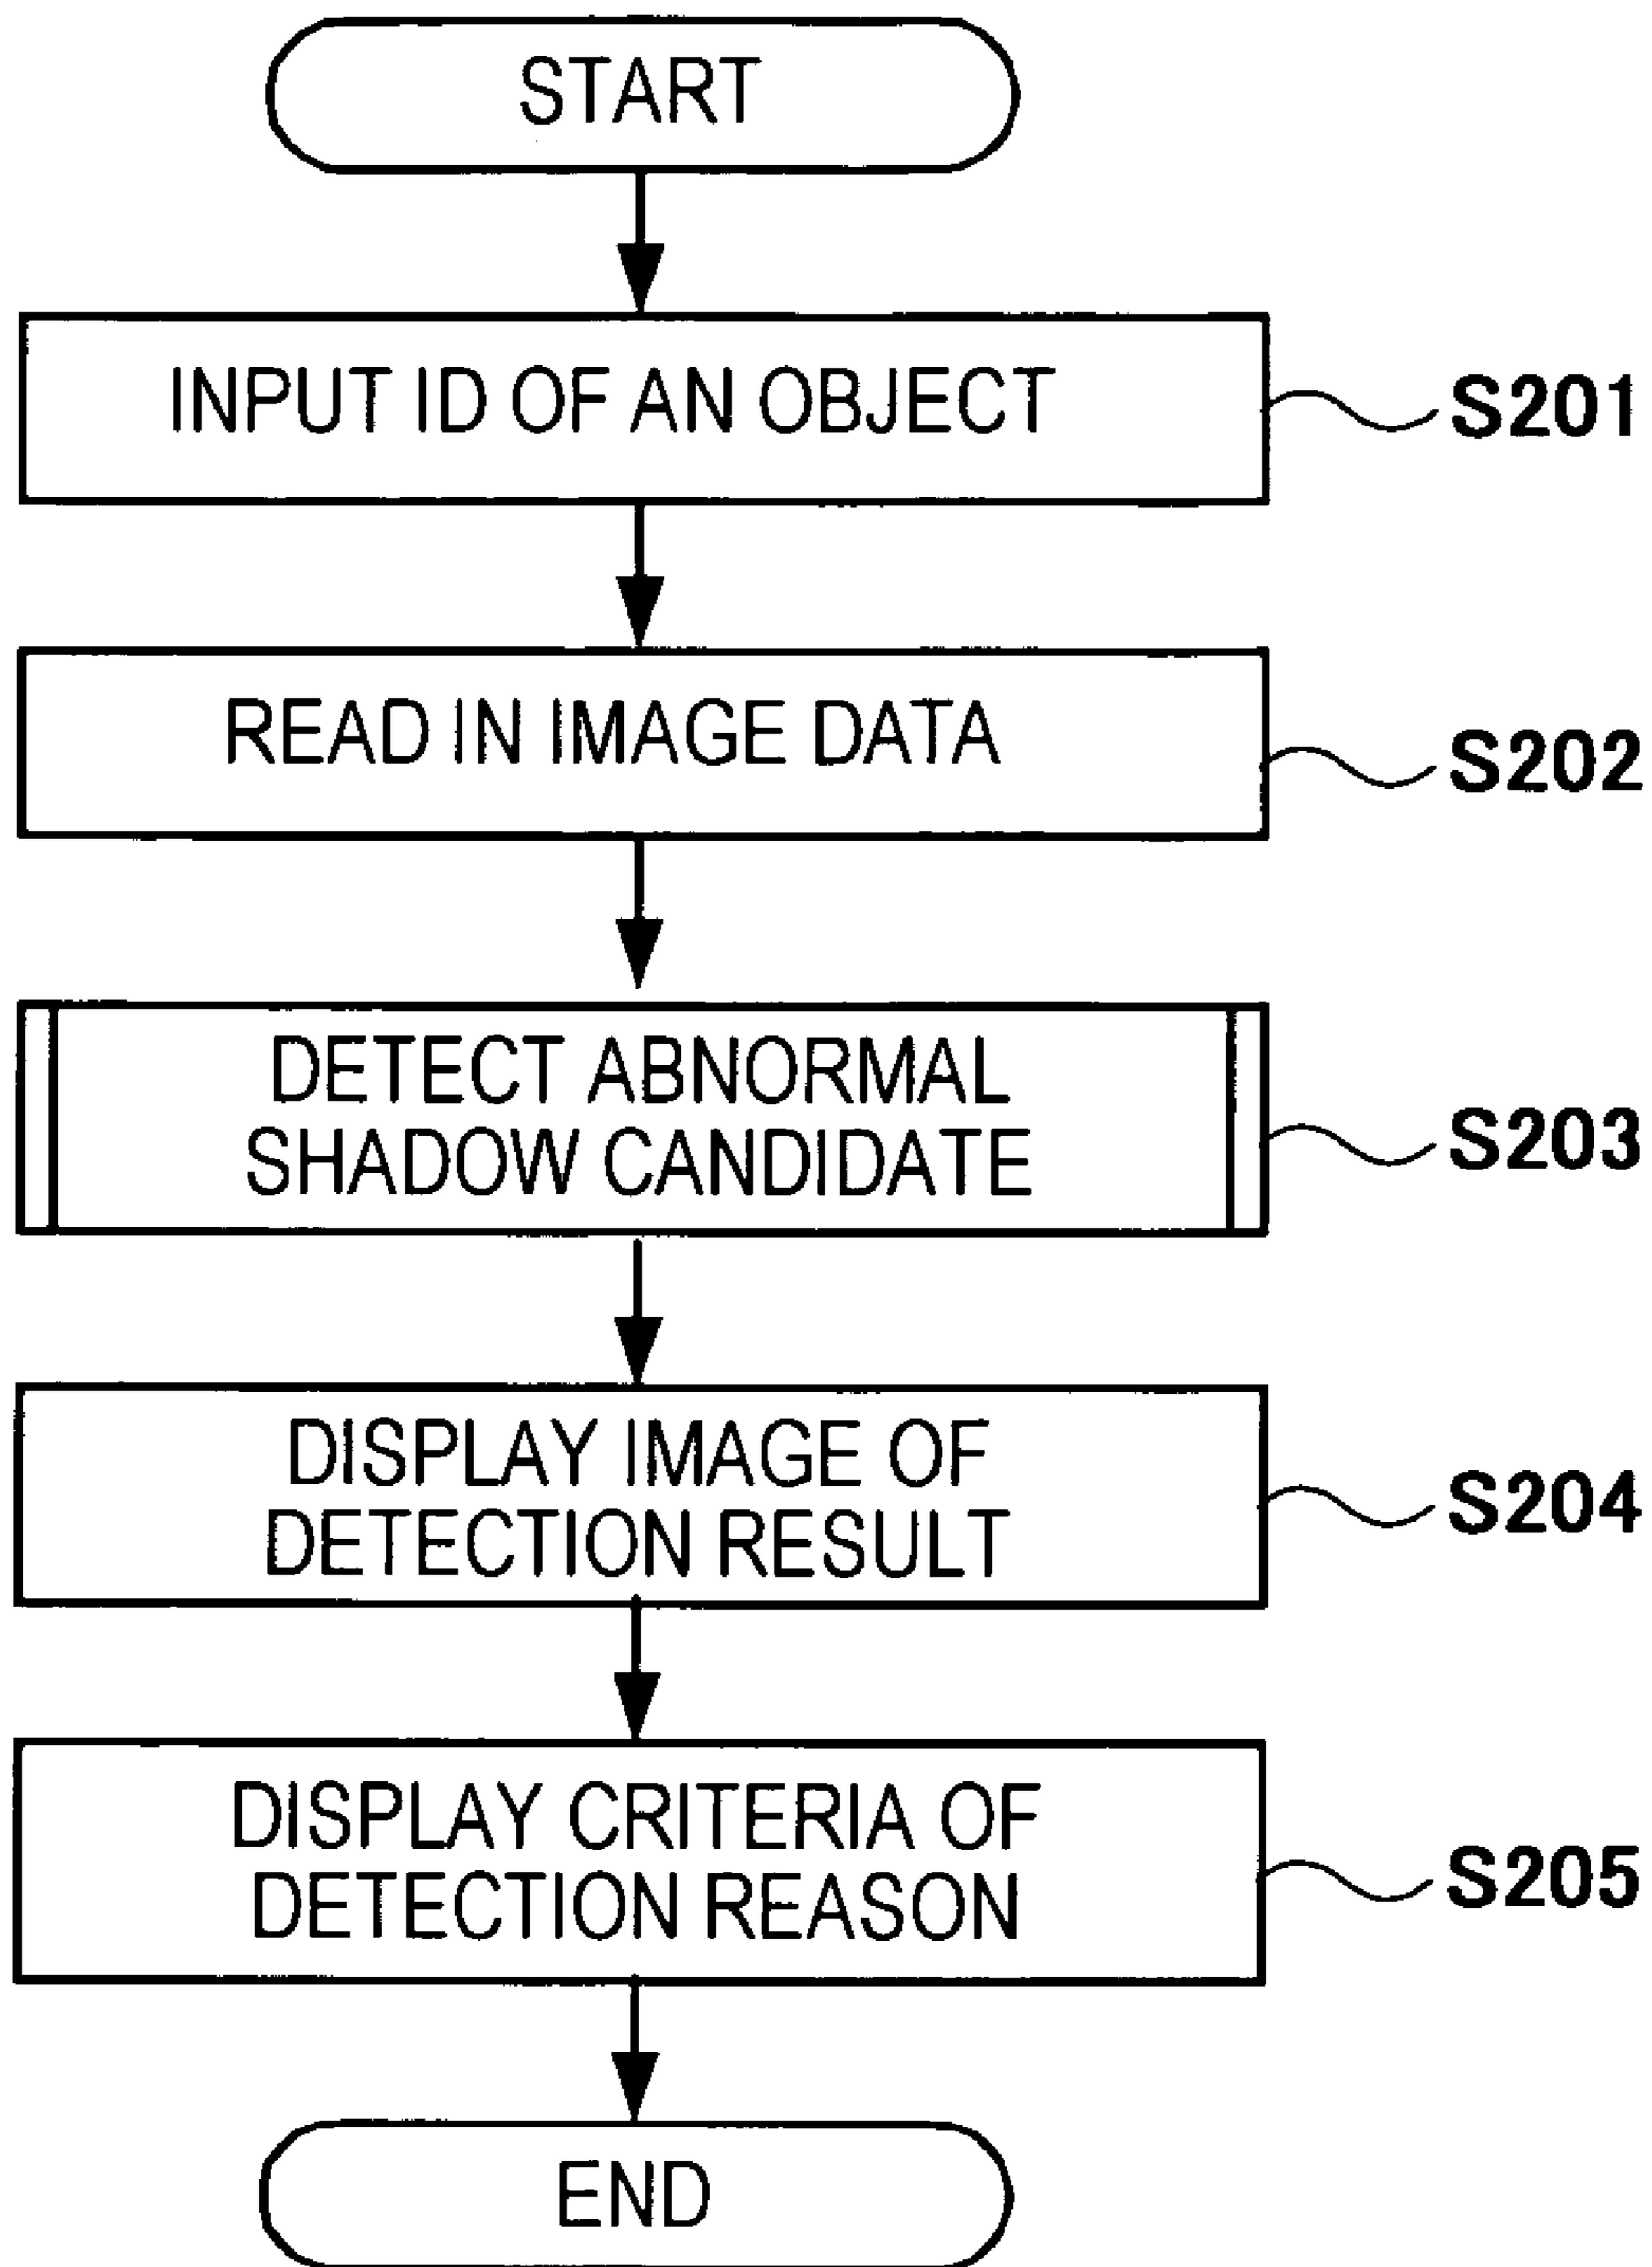 START
INPUT ID OF AN OBJECT
S201
READ IN IMAGE DATA
S202
DETECT ABNORMAL
SHADOW CANDIDATE
S203
DISPLAY IMAGE OF
DETECTION RESULT
S204
DISPLAY CRITERIA OF
DETECTION REASON
S205
END